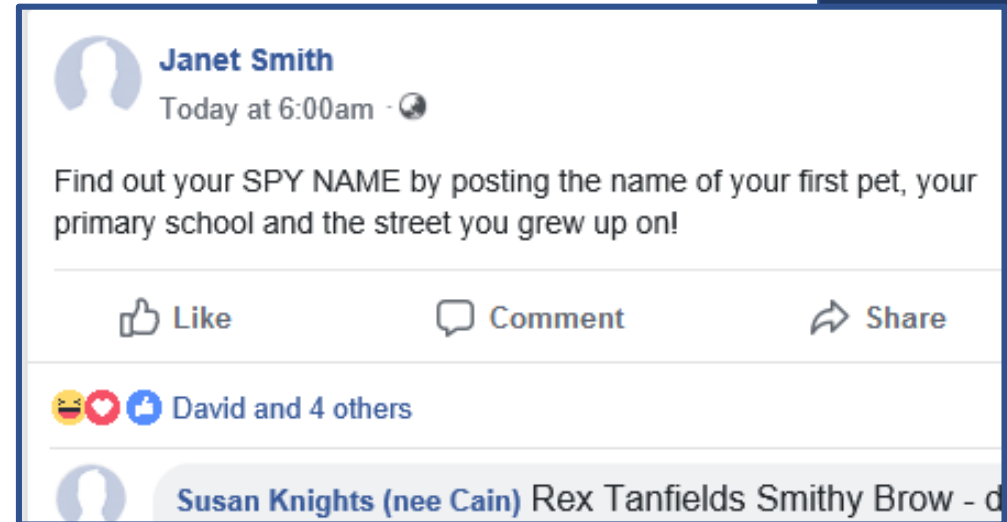 Janet Smith
Today at 6:00am ·
Find out your SPY NAME by posting the name of your first pet, your
primary school and the street you grew up on!
Like Comment Share
David and 4 others
Susan Knights (nee Cain) Rex Tanfields Smithy Brow -